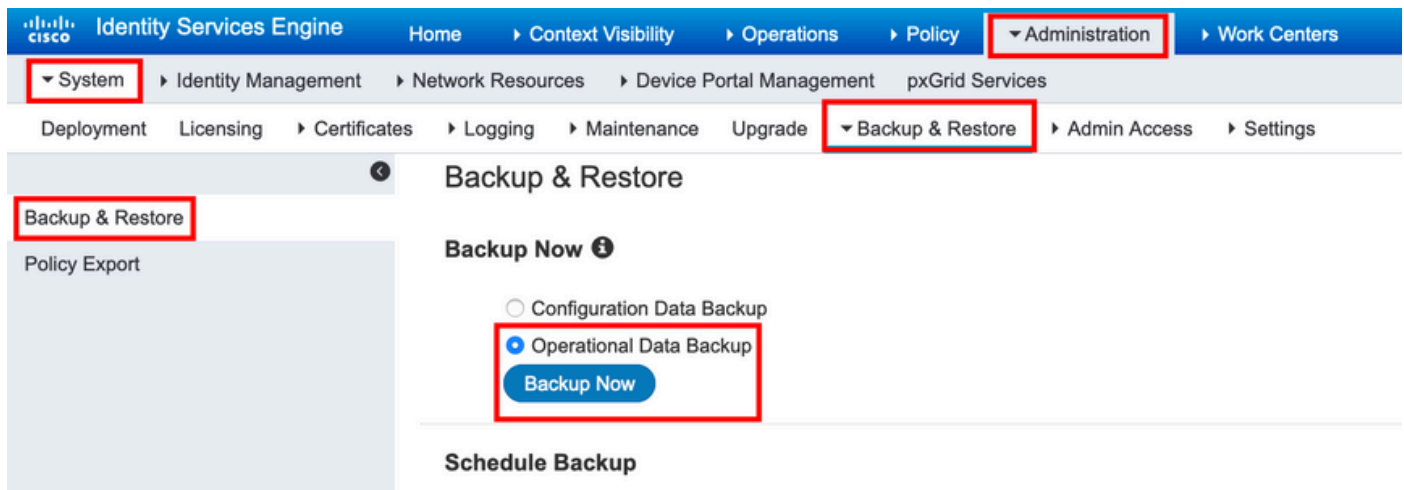 cisco Identity Services Engine Home Context Visibility Operations Policy Administration Work Centers
System Identity Management Network Resources Device Portal Management pxGrid Services
Deployment Licensing Certificates Logging Maintenance Upgrade Backup & Restore Admin Access Settings
Backup & Restore
Policy Export
Backup & Restore
Backup Now
Configuration Data Backup
Operational Data Backup
Backup Now
Schedule Backup